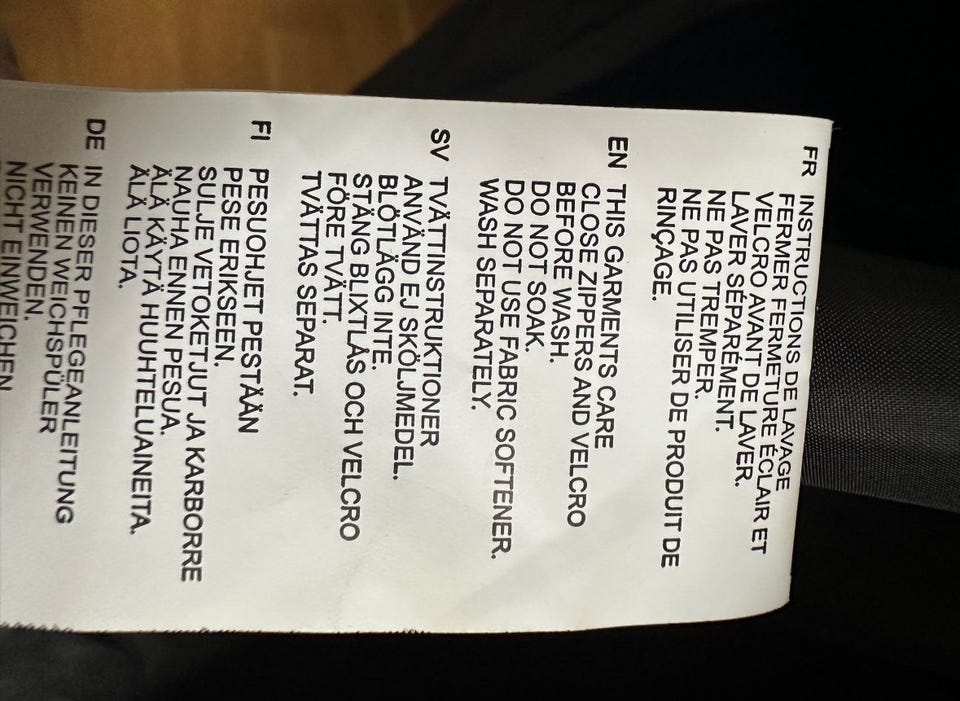 FR INSTRUCTIONS DE LAVAGE
FERMER FERMETURE ÉCLAIR ET
VELCRO AVANT DE LAVER.
LAVER SÉPARÉMENT.
NE PAS TREMPER.
NE PAS UTILISER DE PRODUIT DE
RINÇAGE.
EN THIS GARMENTS CARE
CLOSE ZIPPERS AND VELCRO
BEFORE WASH.
DO NOT SOAK.
DO NOT USE FABRIC SOFTENER.
WASH SEPARATELY.
SV TVÄTTINSTRUKTIONER
ANVÄND EJ SKÖLJMEDEL.
BLÖTLÄGG INTE.
STÄNG BLIXTLÅS OCH VELCRO
FÖRE TVÄTT.
TVÄTTAS SEPARAT.
FI PESUOHJET PESTÄÄN
PESE ERIKSEEN.
SULJE VETOKETJUT JA KARBORRE
NAUHA ENNEN PESUA.
ÄLÄ KÄYTÄ HUUHTELUAINEITA.
ÄLÄ LIOTA.
DE IN DIESER PFLEGEANLEITUNG
KEINEN WEICHSPÜLER
VERWENDEN.
NICHT EINWEICHEN